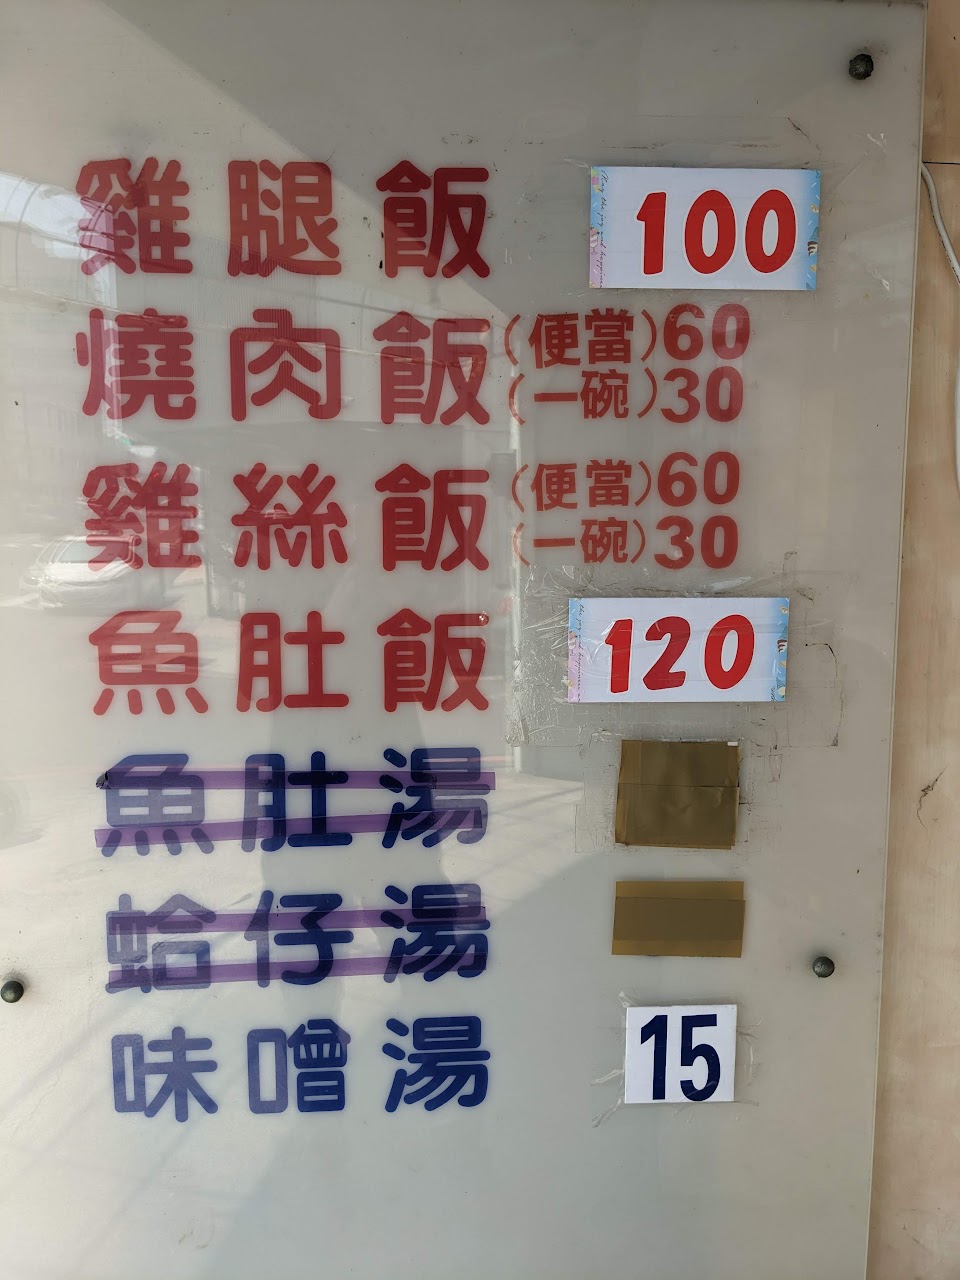 雞腿飯 100
燒肉飯 (便當)60
(一碗)30
雞絲飯 (便當)60
(一碗)30
魚肚飯 120
魚肚湯
蛤仔湯
味噌湯 15